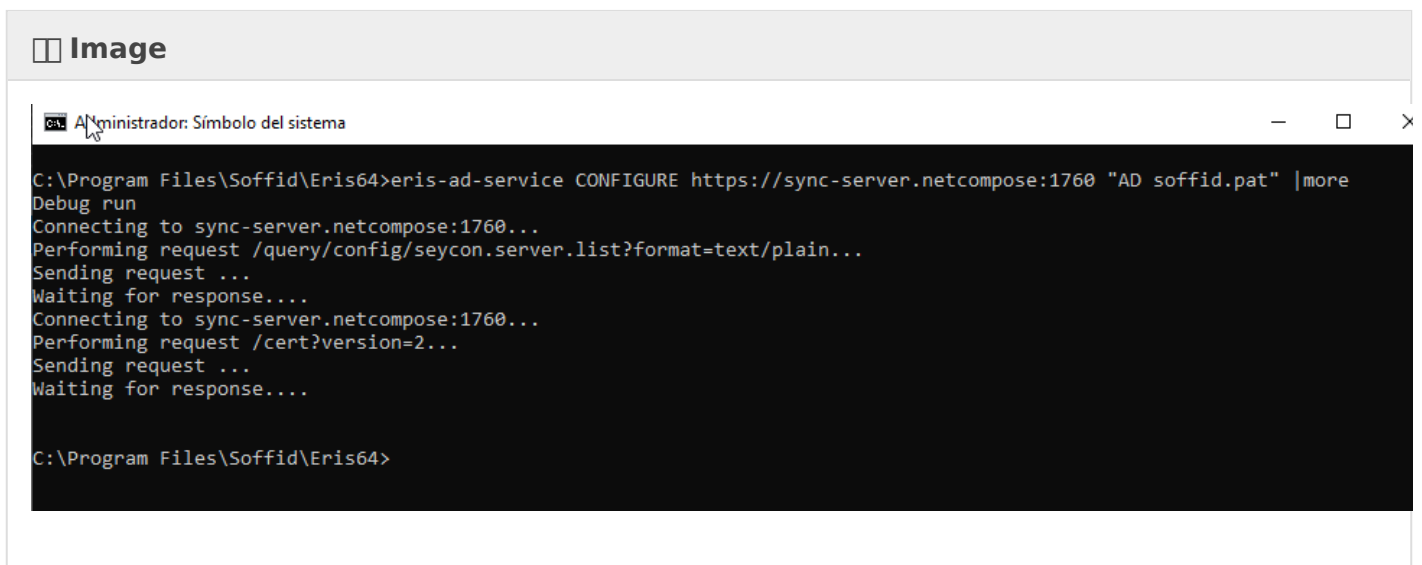 Image
Administrador: Símbolo del sistema
C:\Program Files\Soffid\Eris64>eris-ad-service CONFIGURE https://sync-server.netcompose:1760 "AD soffid.pat" |more
Debug run
Connecting to sync-server.netcompose:1760...
Performing request /query/config/seycon.server.list?format=text/plain...
Sending request ...
Waiting for response....
Connecting to sync-server.netcompose:1760...
Performing request /cert?version=2...
Sending request ...
Waiting for response....
C:\Program Files\Soffid\Eris64>